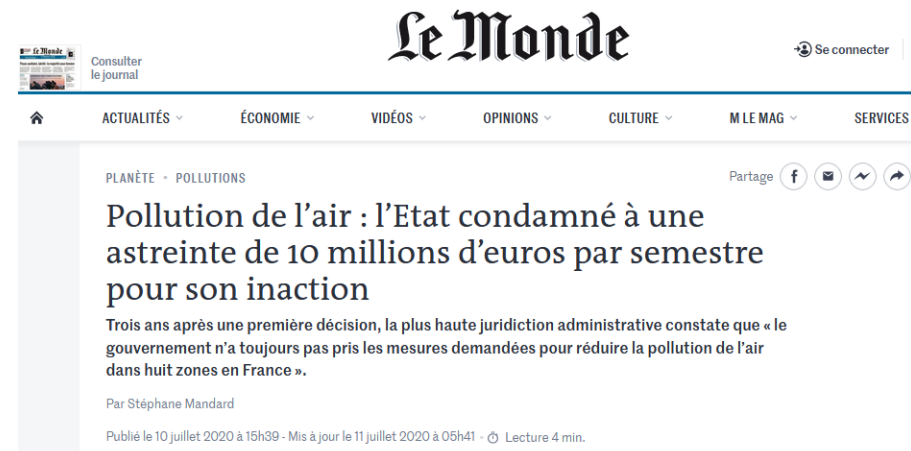 Le Monde
Consulter
le journal
Se connecter
ACTUALITÉS
ÉCONOMIE
VIDÉOS
OPINIONS
CULTURE
M LE MAG
SERVICES
PLANÈTE • POLLUTIONS
Partage
Pollution de l’air : l’Etat condamné à une
astreinte de 10 millions d’euros par semestre
pour son inaction
Trois ans après une première décision, la plus haute juridiction administrative constate que « le
gouvernement n’a toujours pas pris les mesures demandées pour réduire la pollution de l’air
dans huit zones en France ».
Par Stéphane Mandard
Publié le 10 juillet 2020 à 15h39 - Mis à jour le 11 juillet 2020 à 05h41 • Lecture 4 min.